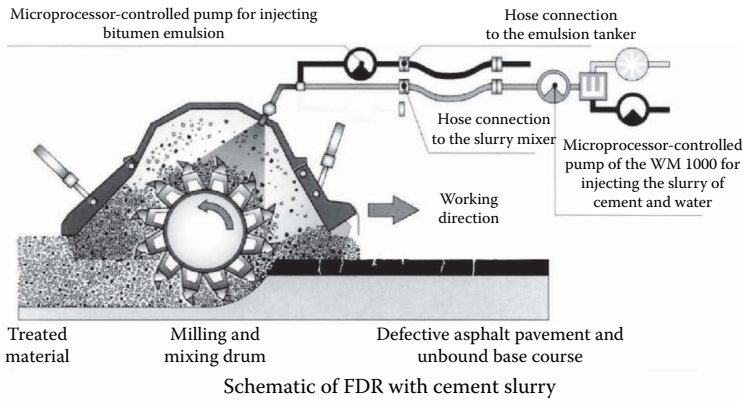 Microprocessor-controlled pump for injecting
bitumen emulsion
Hose connection
to the emulsion tanker
Hose connection
to the slurry mixer
Microprocessor-controlled
pump of the WM 1000 for
injecting the slurry of
cement and water
Working
direction
Treated
material
Milling and
mixing drum
Defective asphalt pavement and
unbound base course
Schematic of FDR with cement slurry